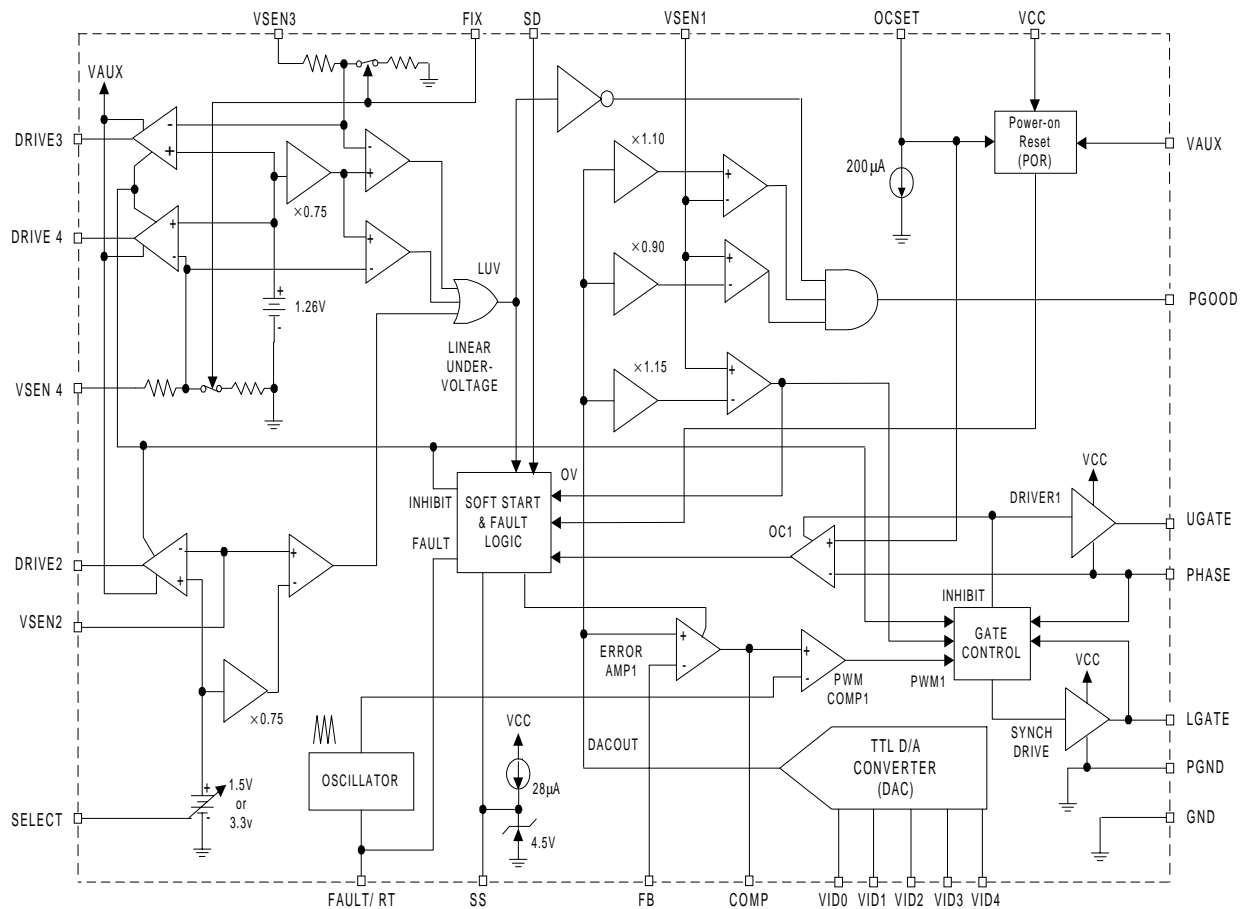 VSEN3
FIX
SD
VSEN1
OCSET
VCC
VAUX
DRIVE3
-
+
-
+
×0.75
×1.10
+
-
200µA
Power-on
Reset
(POR)
VAUX
DRIVE 4
+
-
+
-
×0.90
+
-
LUV
+
1.26V
-
LINEAR
UNDER-
VOLTAGE
PGOOD
VSEN 4
×1.15
+
-
INHIBIT
SOFT START
& FAULT
LOGIC
OV
FAULT
VCC
DRIVER1
UGATE
OC1
+
-
PHASE
DRIVE2
-
+
+
-
VSEN2
INHIBIT
GATE
CONTROL
PWM1
ERROR
AMP1
+
-
+
-
PWM
COMP1
×0.75
VCC
SYNCH
DRIVE
LGATE
VCC
28µA
4.5V
DACOUT
TTL D/A
CONVERTER
(DAC)
PGND
OSCILLATOR
+
1.5V
or
3.3v
-
SELECT
GND
FAULT/ RT
SS
FB
COMP
VID0
VID1
VID2
VID3
VID4